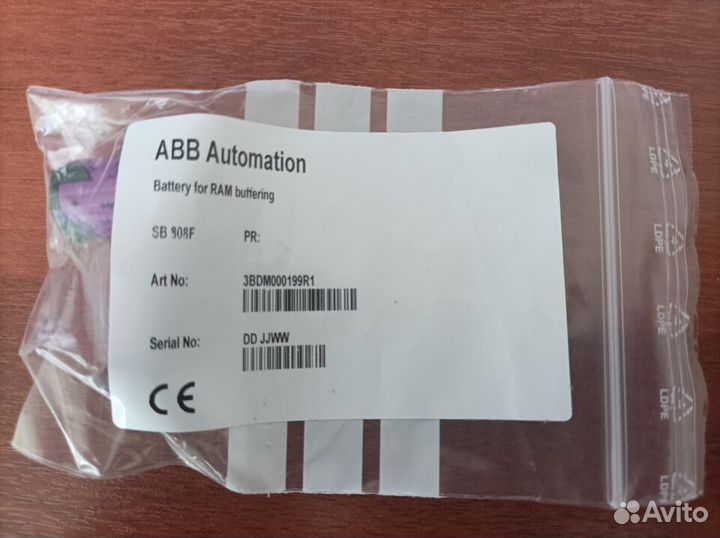 ABB Automation
Battery for RAM buffering
SB 808F PR:
Art No: 3BDM000199R1
Serial No: DD JJWW
CE
LDPE
LDPE
LDPE
LDPE
LDPE
Avito